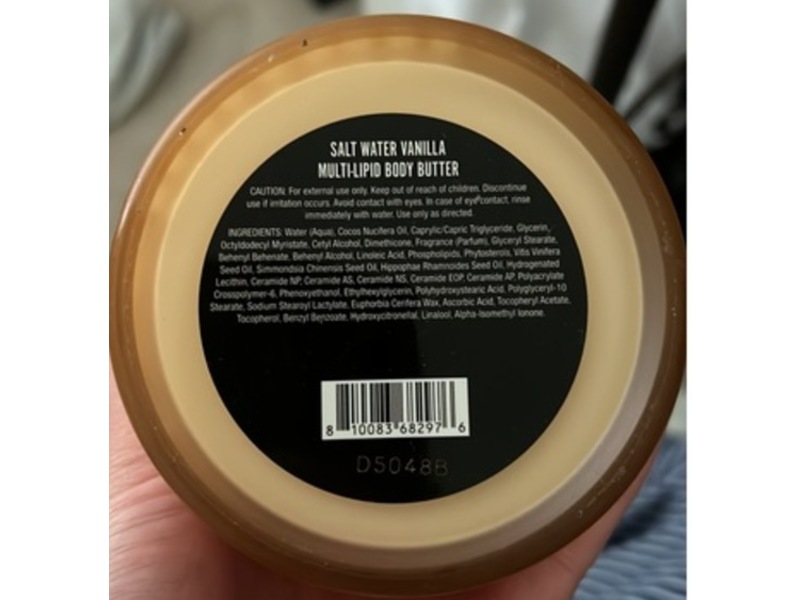 SALT WATER VANILLA
MULTI-LIPID BODY BUTTER
CAUTION: For external use only. Keep out of reach of children. Discontinue
use if irritation occurs. Avoid contact with eyes. In case of eye contact, rinse
immediately with water. Use only as directed.
INGREDIENTS: Water (Aqua), Cocos Nucifera Oil, Caprylic/Capric Triglyceride, Glycerin,
Octyldodecyl Myristate, Cetyl Alcohol, Dimethicone, Fragrance (Parfum), Glyceryl Stearate,
Behenyl Behenate, Behenyl Alcohol, Linoleic Acid, Phospholipids, Phytosterols, Vitis Vinifera
Seed Oil, Simmondsia Chinensis Seed Oil, Hippophae Rhamnoides Seed Oil, Hydrogenated
Lecithin, Ceramide NP, Ceramide AS, Ceramide NS, Ceramide EOP, Ceramide AP, Polyacrylate
Crosspolymer-6, Phenoxyethanol, Ethylhexylglycerin, Polyhydroxystearic Acid, Polyglyceryl-10
Stearate, Sodium Stearoyl Lactylate, Euphorbia Cerifera Wax, Ascorbic Acid, Tocopheryl Acetate,
Tocopherol, Benzyl Benzoate, Hydroxycitronellal, Linalool, Alpha-Isomethyl Ionone.
8 10083 68297 6
D5048B